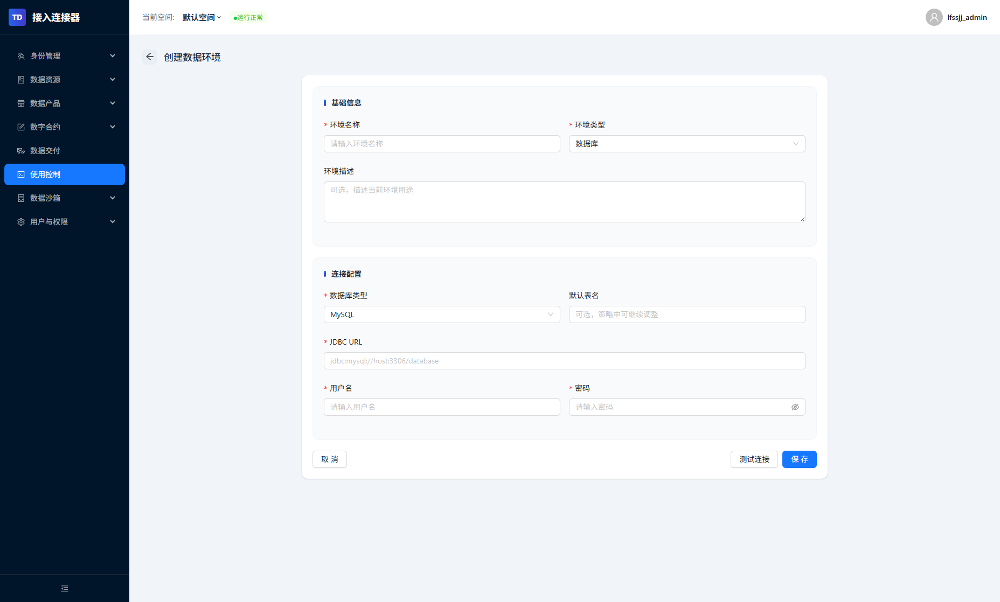 TD 接入连接器
当前空间: 默认空间 运行正常
lfssjj_admin
身份管理
数据资源
数据产品
数字合约
数据交付
使用控制
数据沙箱
用户与权限
创建数据环境
基础信息
* 环境名称
请输入环境名称
* 环境类型
数据库
环境描述
可选，描述当前环境用途
连接配置
* 数据库类型
MySQL
默认表名
可选，策略中可继续调整
* JDBC URL
jdbc:mysql://host:3306/database
* 用户名
请输入用户名
* 密码
请输入密码
取 消
测试连接
保 存